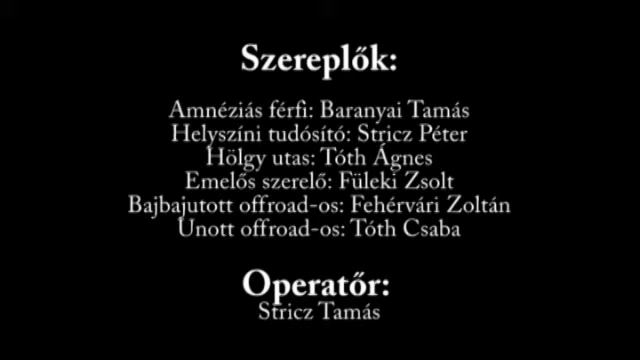 Szereplők:
Amnéziás férfi: Baranyai Tamás
Helyszíni tudósító: Stricz Péter
Hölgy utas: Tóth Ágnes
Emelős szerelő: Füleki Zsolt
Bajbajutott offroad-os: Fehérvári Zoltán
Unott offroad-os: Tóth Csaba
Operatőr:
Stricz Tamás